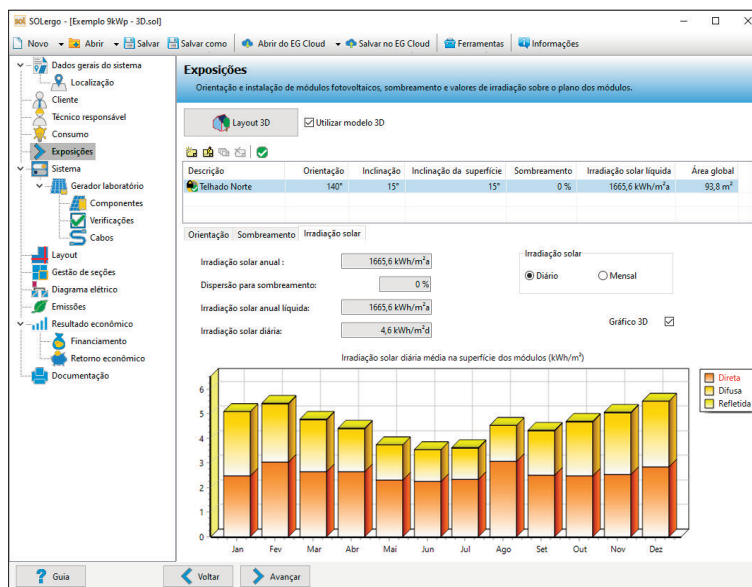 SOLergo - [Exemplo 9kWp - 3D.sol]
Novo Abrir Salvar Salvar como Abrir do EG Cloud Salvar no EG Cloud Ferramentas Informações
Dados gerais do sistema
Localização
Cliente
Técnico responsável
Consumo
Exposições
Sistema
Gerador laboratório
Componentes
Verificações
Cabos
Layout
Gestão de seções
Diagrama elétrico
Emissões
Resultado econômico
Financiamento
Retorno econômico
Documentação
Exposições
Orientação e instalação de módulos fotovoltaicos, sombreamento e valores de irradiação sobre o plano dos módulos.
Layout 3D Utilizar modelo 3D
Descrição Orientação Inclinação Inclinação da superfície Sombreamento Irradiação solar líquida Área global
Telhado Norte 140° 15° 15° 0 % 1665,6 kWh/m²a 93,8 m²
Orientação Sombreamento Irradiação solar
Irradiação solar anual : 1665,6 kWh/m²a
Dispersão para sombreamento: 0 %
Irradiação solar anual líquida: 1665,6 kWh/m²a
Irradiação solar diária: 4,6 kWh/m²d
Irradiação solar
Diário Mensal
Gráfico 3D
Irradiação solar diária média na superfície dos módulos (kWh/m²)
6
5
4
3
2
1
0
Jan Fev Mar Abr Mai Jun Jul Ago Set Out Nov Dez
Direta
Difusa
Refletida
Guia Voltar Avançar